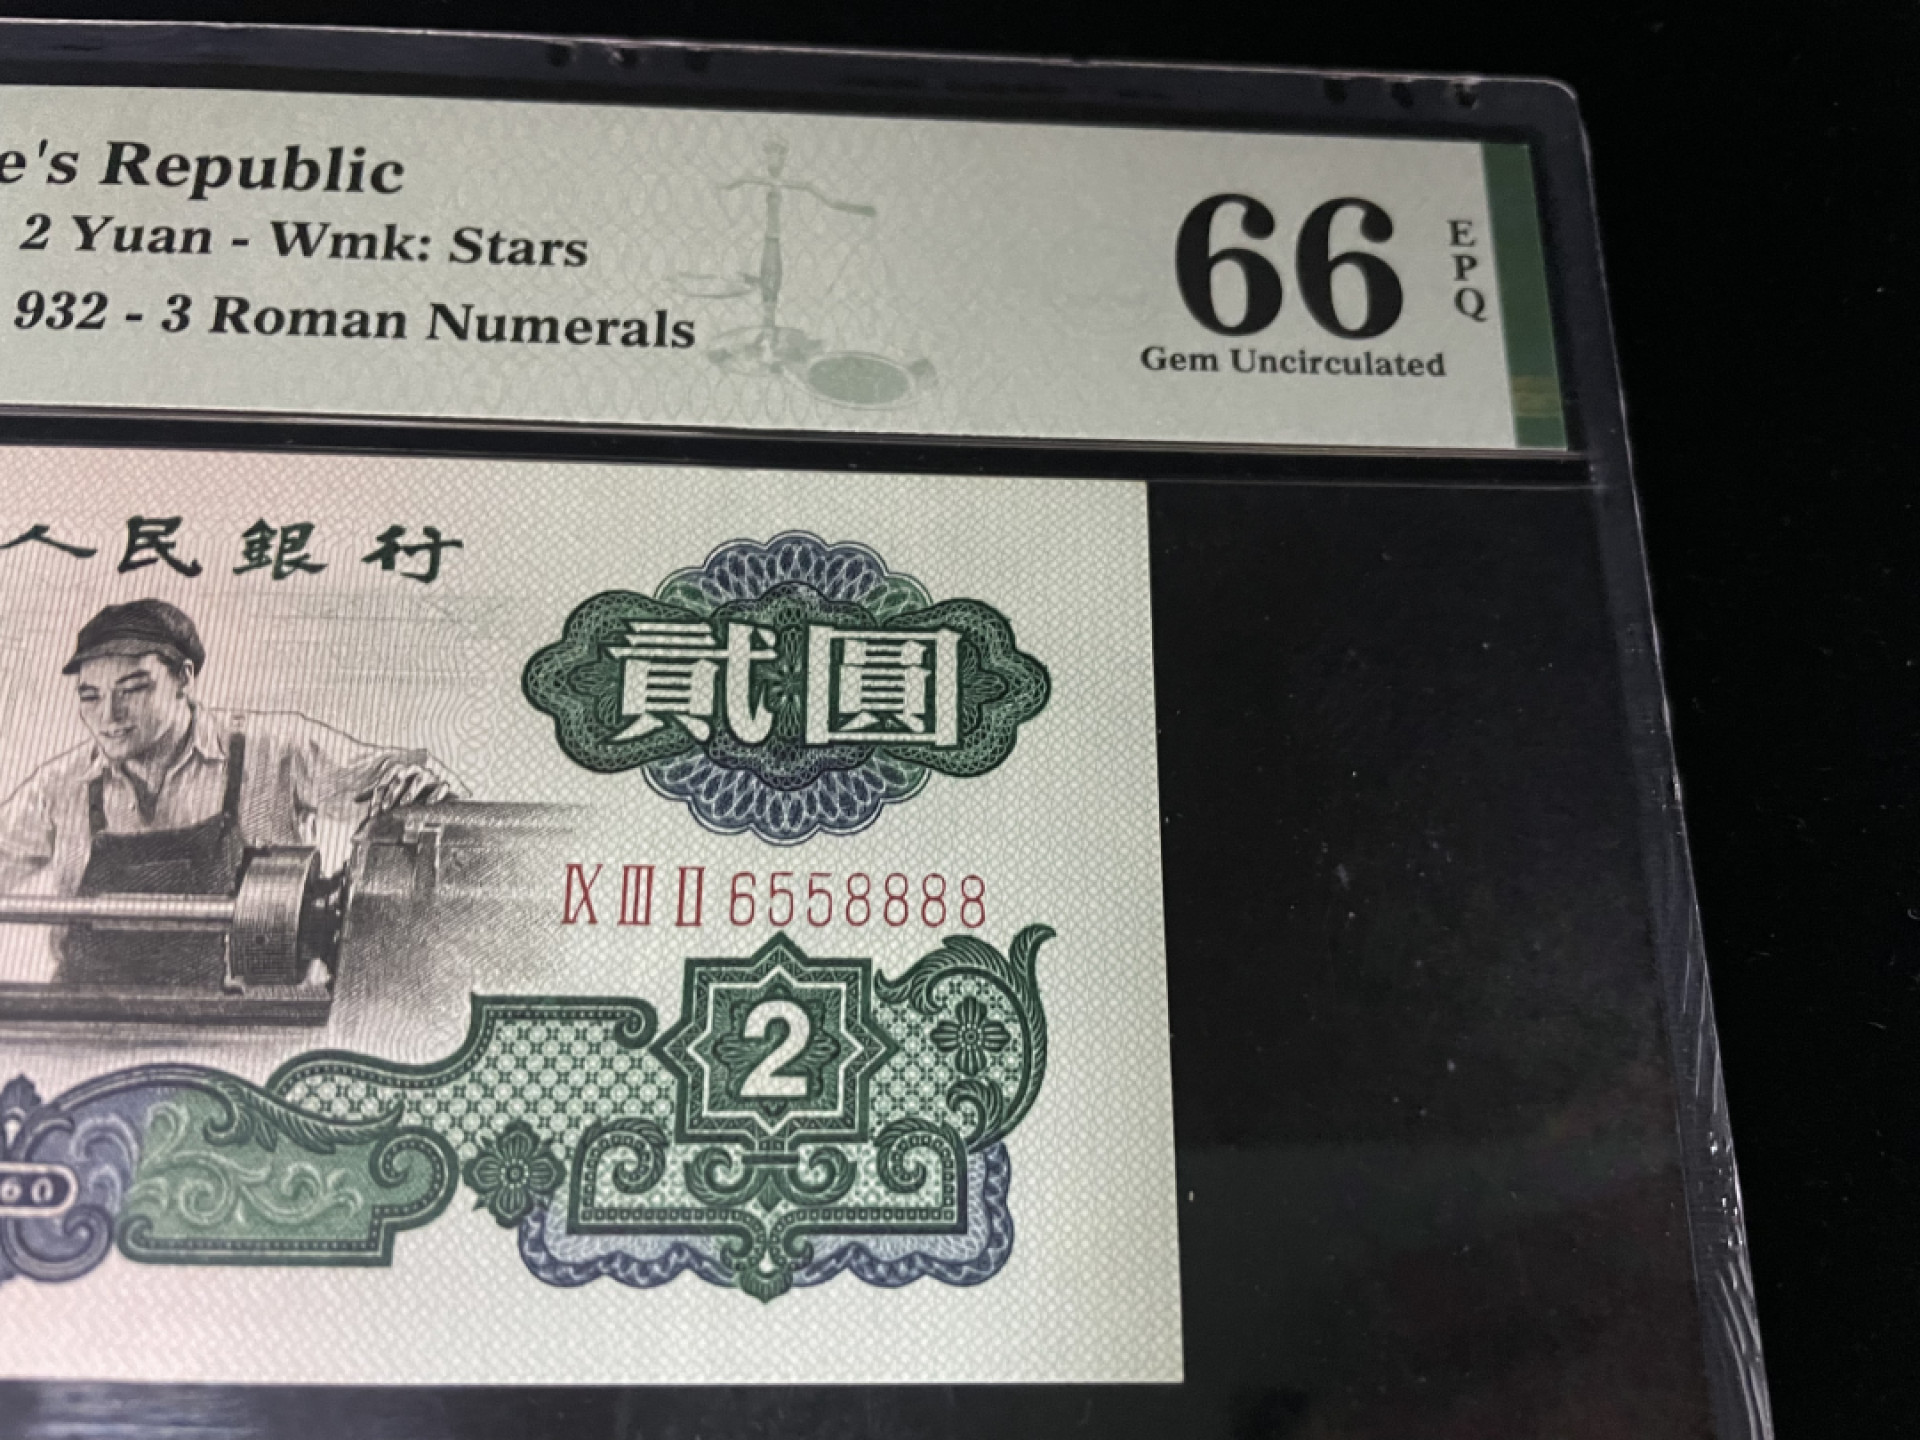 e's Republic
2 Yuan - Wmk: Stars
932 - 3 Roman Numerals
66
EPQ
Gem Uncirculated
人民銀行
貳圓
IX III II 6558888
2
60